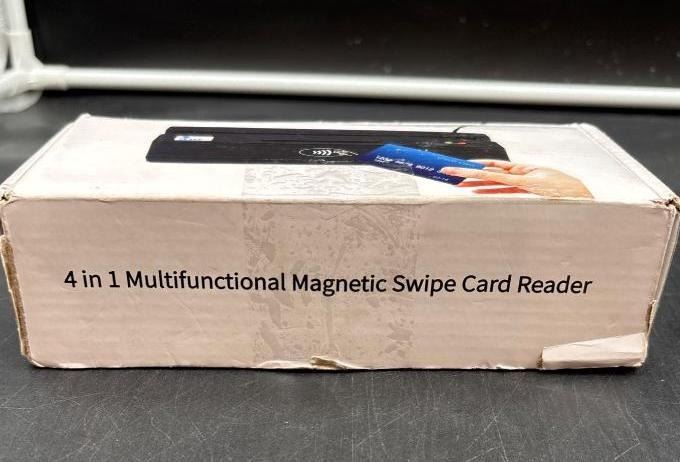 4 in 1 Multifunctional Magnetic Swipe Card Reader